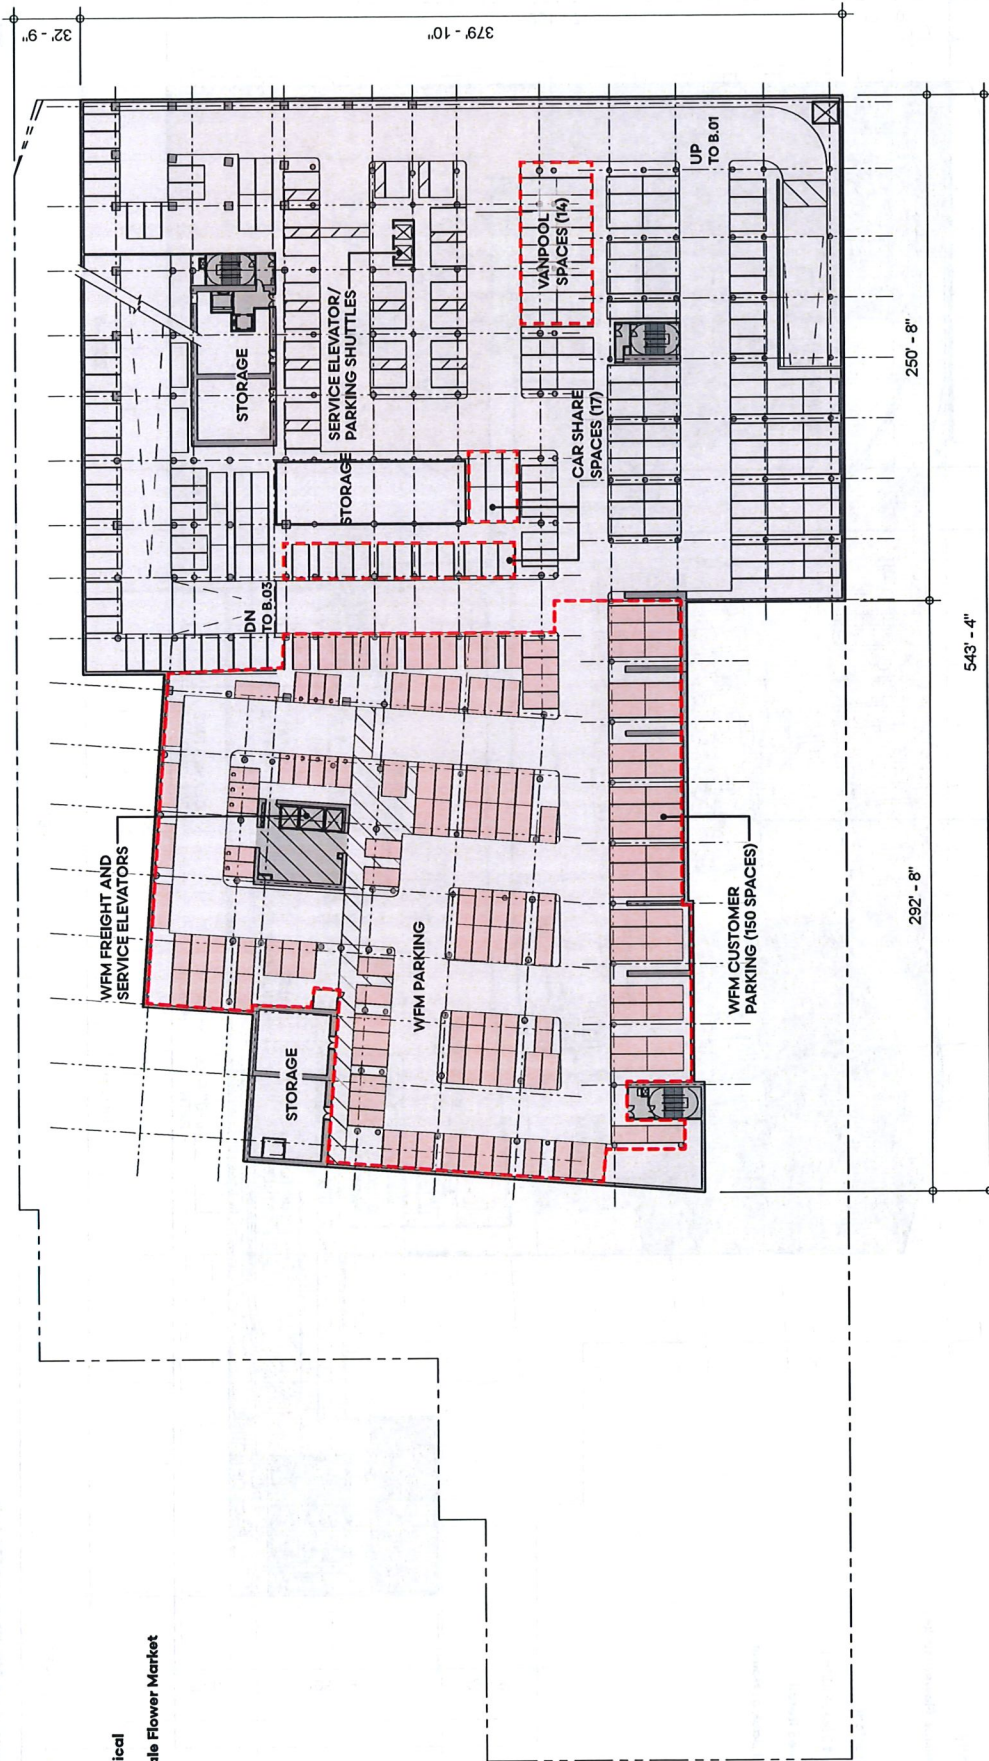 32' - 9"
379' - 10"
UP
TO B.01
VANPOOL
SPACES (14)
250' - 8"
SERVICE ELEVATOR/
PARKING SHUTTLES
STORAGE
STORAGE
CAR SHARE
SPACES (17)
DN
TO B.03
543' - 4"
WFM FREIGHT AND
SERVICE ELEVATORS
WFM PARKING
WFM CUSTOMER
PARKING (150 SPACES)
292' - 8"
STORAGE
ical
ale Flower Market